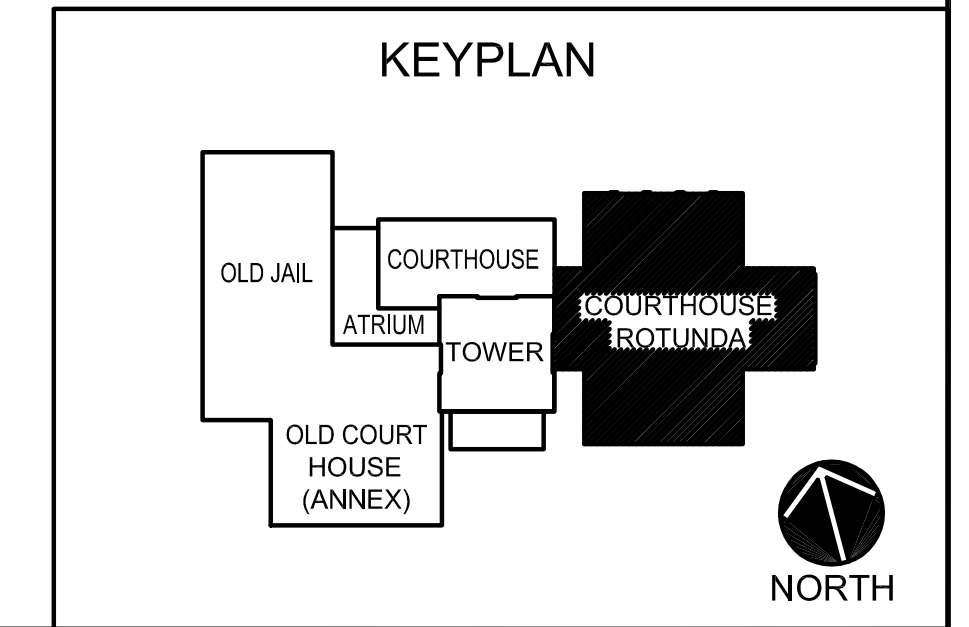 KEYPLAN
OLD JAIL
COURTHOUSE
ATRIUM
TOWER
COURTHOUSE
ROTUNDA
OLD COURT
HOUSE
(ANNEX)
NORTH